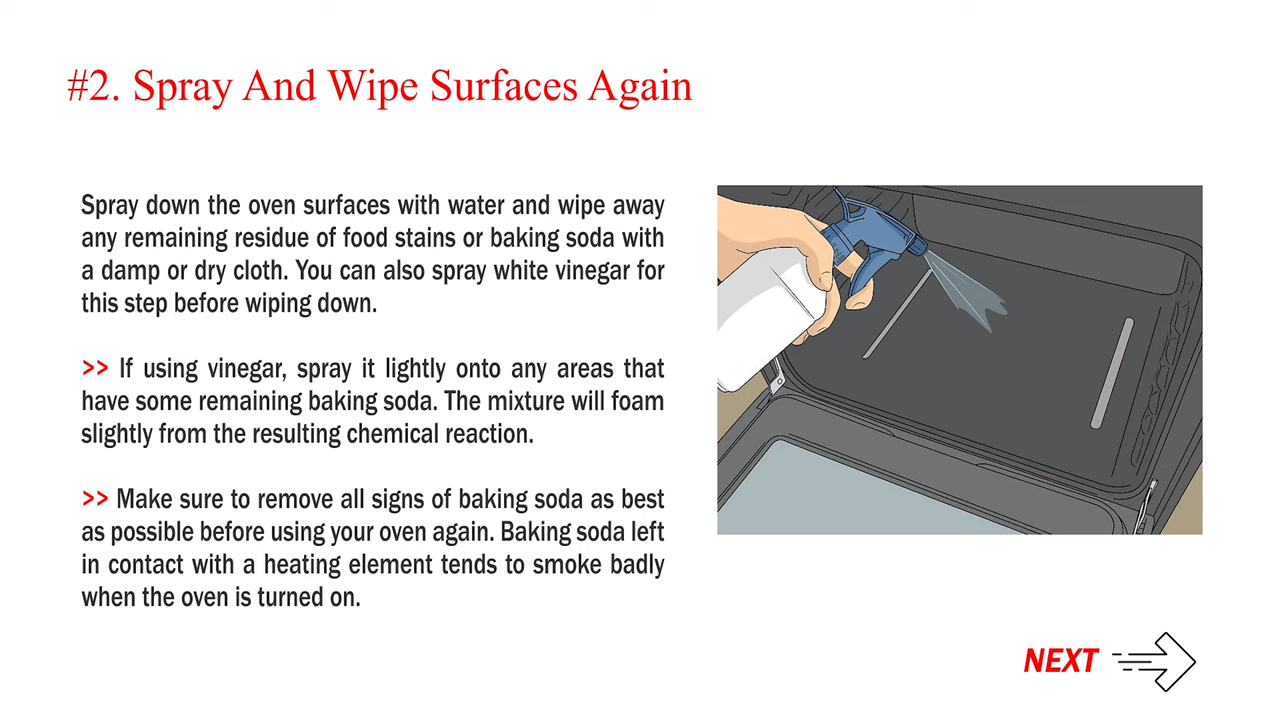 #2. Spray And Wipe Surfaces Again
Spray down the oven surfaces with water and wipe away
any remaining residue of food stains or baking soda with
a damp or dry cloth. You can also spray white vinegar for
this step before wiping down.
>> If using vinegar, spray it lightly onto any areas that
have some remaining baking soda. The mixture will foam
slightly from the resulting chemical reaction.
>> Make sure to remove all signs of baking soda as best
as possible before using your oven again. Baking soda left
in contact with a heating element tends to smoke badly
when the oven is turned on.
NEXT